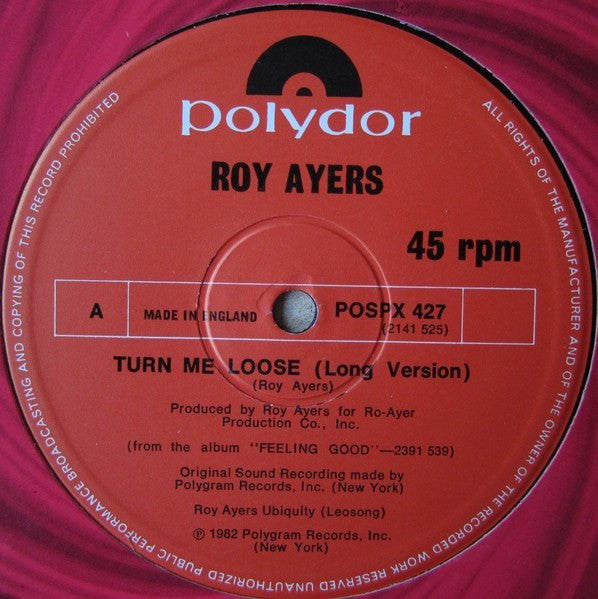 polydor
ROY AYERS
45 rpm
A
MADE IN ENGLAND
POSPX 427
(2141 525)
TURN ME LOOSE (Long Version)
(Roy Ayers)
Produced by Roy Ayers for Ro-Ayer
Production Co., Inc.
(from the album "FEELING GOOD"—2391 539)
Original Sound Recording made by
Polygram Records, Inc. (New York)
Roy Ayers Ubiquity (Leosong)
℗ 1982 Polygram Records, Inc.
(New York)
ALL RIGHTS OF THE MANUFACTURER AND OF THE OWNER OF THE RECORDED WORK RESERVED UNAUTHORIZED PUBLIC PERFORMANCE BROADCASTING AND COPYING OF THIS RECORD PROHIBITED